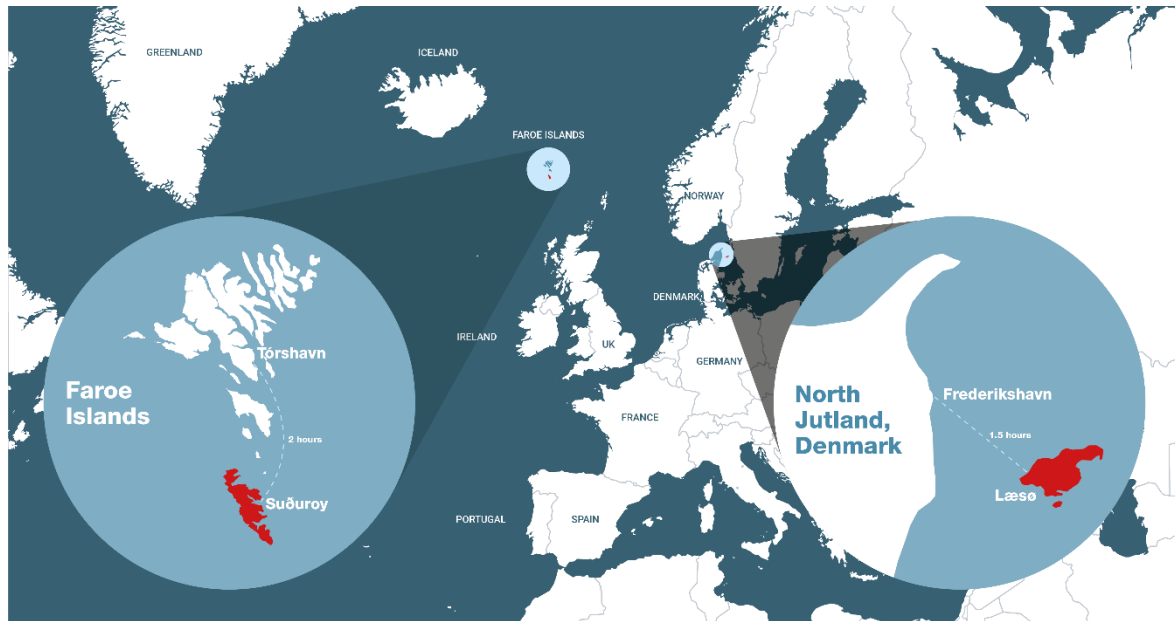 GREENLAND
ICELAND
FAROE ISLANDS
NORWAY
DENMARK
IRELAND
UK
GERMANY
FRANCE
PORTUGAL
SPAIN
Faroe
Islands
Tórshavn
2 hours
Suðuroy
North
Jutland,
Denmark
Frederikshavn
1.5 hours
Læsø